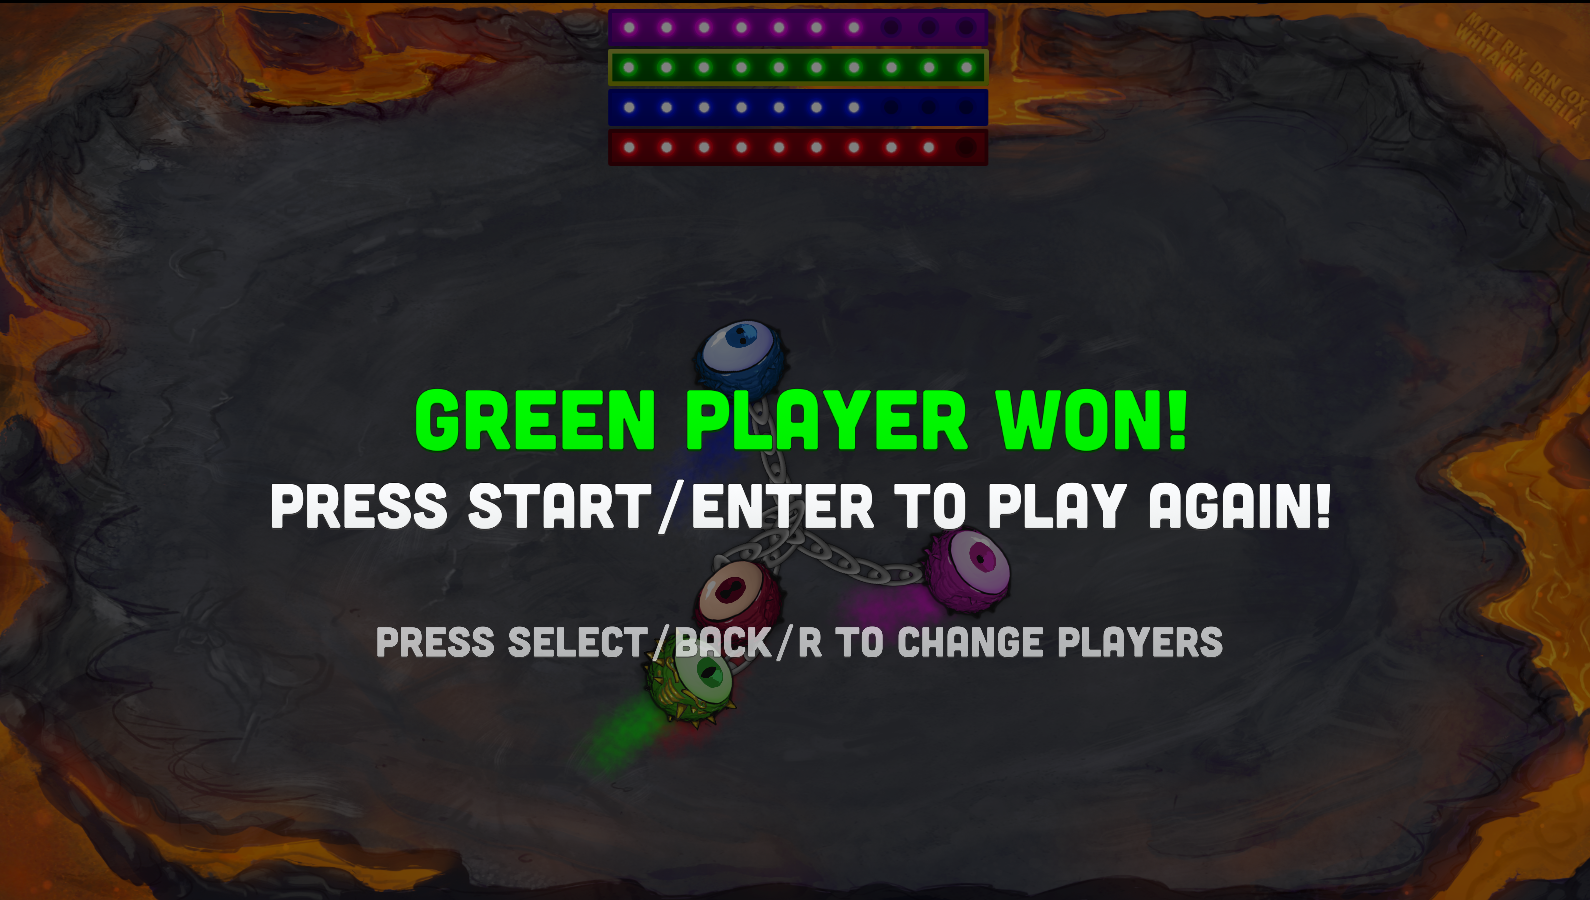 MATT RIX, DAN COX
WHITAKER TREBELLA
GREEN PLAYER WON!
PRESS START/ENTER TO PLAY AGAIN!
PRESS SELECT/BACK/R TO CHANGE PLAYERS